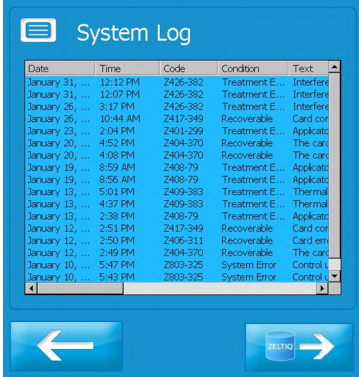 System Log
Date Time Code Condition Text
January 31, ... 12:12 PM Z426-382 Treatment E... Interfere
January 31, ... 12:07 PM Z426-382 Treatment E... Interfere
January 26, ... 3:17 PM Z426-382 Treatment E... Interfere
January 26, ... 10:44 AM Z417-349 Recoverable Card cor
January 23, ... 2:04 PM Z401-299 Treatment E... Applicato
January 20, ... 4:52 PM Z404-370 Recoverable The card
January 20, ... 4:08 PM Z404-370 Recoverable The card
January 19, ... 8:59 AM Z408-79 Treatment E... Applicato
January 19, ... 8:56 AM Z408-79 Treatment E... Applicato
January 13, ... 5:01 PM Z409-383 Treatment E... Thermal
January 13, ... 4:37 PM Z409-383 Treatment E... Thermal
January 13, ... 2:38 PM Z408-79 Treatment E... Applicato
January 12, ... 2:51 PM Z417-349 Recoverable Card cor
January 12, ... 2:50 PM Z406-311 Recoverable Card erro
January 12, ... 2:49 PM Z404-370 Recoverable The card
January 10, ... 5:47 PM Z803-325 System Error Control u
January 10, ... 5:43 PM Z803-325 System Error Control u
ZELTIQ